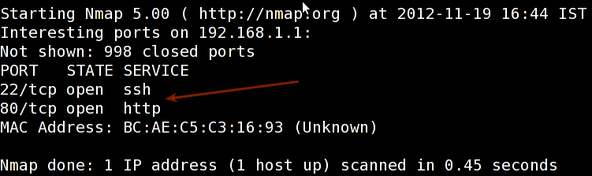 Starting Nmap 5.00 ( http://nmap.org ) at 2012-11-19 16:44 IST
Interesting ports on 192.168.1.1:
Not shown: 998 closed ports
PORT   STATE SERVICE
22/tcp open  ssh
80/tcp open  http
MAC Address: BC:AE:C5:C3:16:93 (Unknown)
Nmap done: 1 IP address (1 host up) scanned in 0.45 seconds